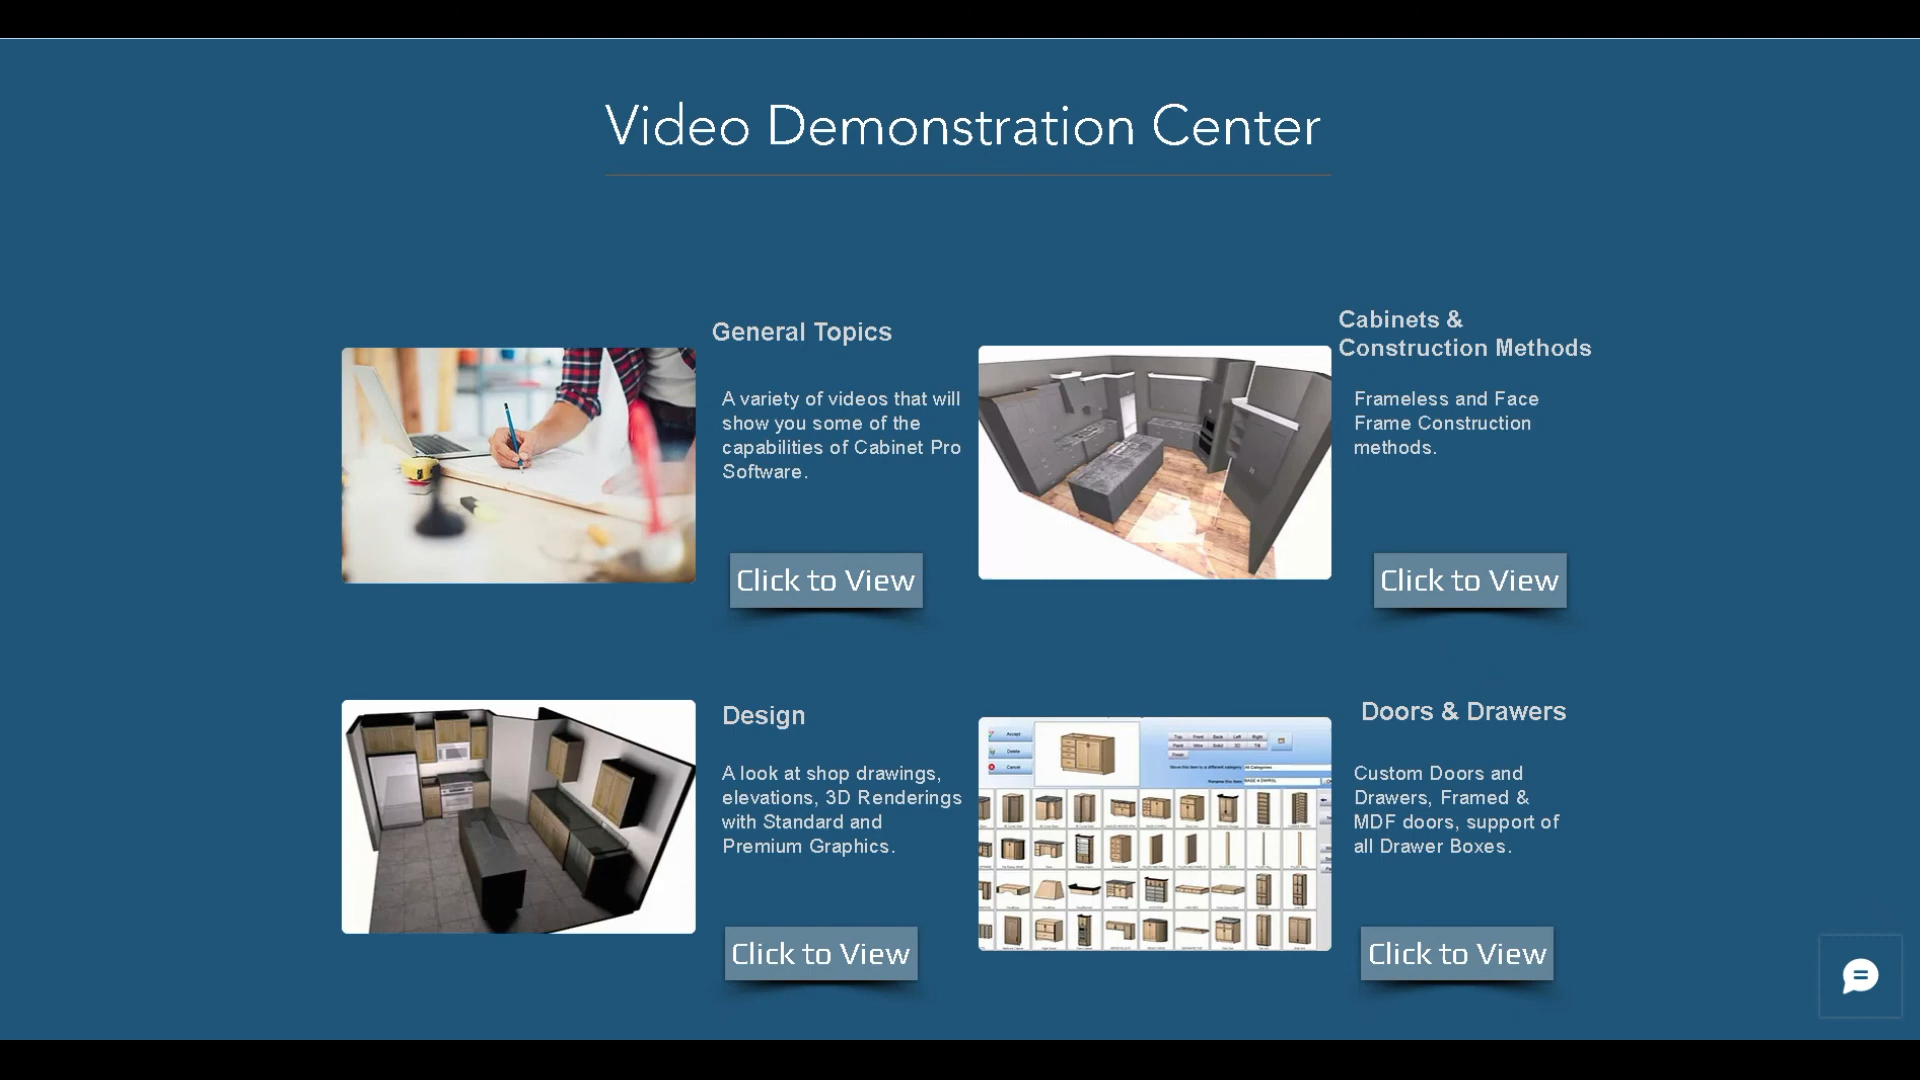 Video Demonstration Center
General Topics
A variety of videos that will
show you some of the
capabilities of Cabinet Pro
Software.
Click to View
Cabinets &
Construction Methods
Frameless and Face
Frame Construction
methods.
Click to View
Design
A look at shop drawings,
elevations, 3D Renderings
with Standard and
Premium Graphics.
Click to View
Accept
Delete
Cancel
Doors & Drawers
Custom Doors and
Drawers, Framed &
MDF doors, support of
all Drawer Boxes.
Click to View